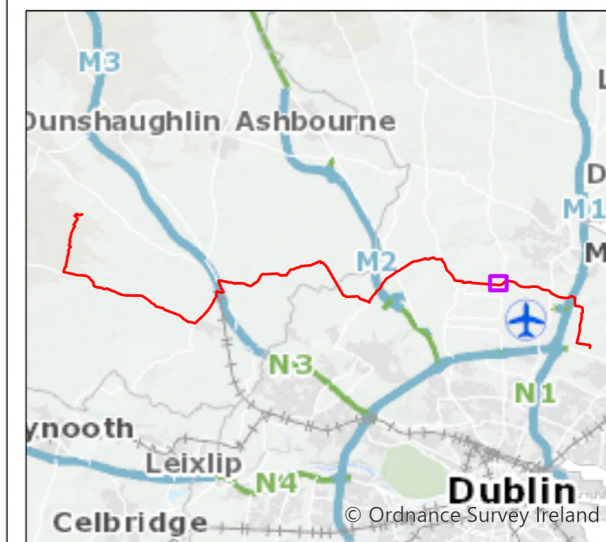 M3
Dunshaughlin Ashbourne
M1
M2
N3
N1
ynooth
Leixlip
N4
Dublin
Celbridge
© Ordnance Survey Ireland